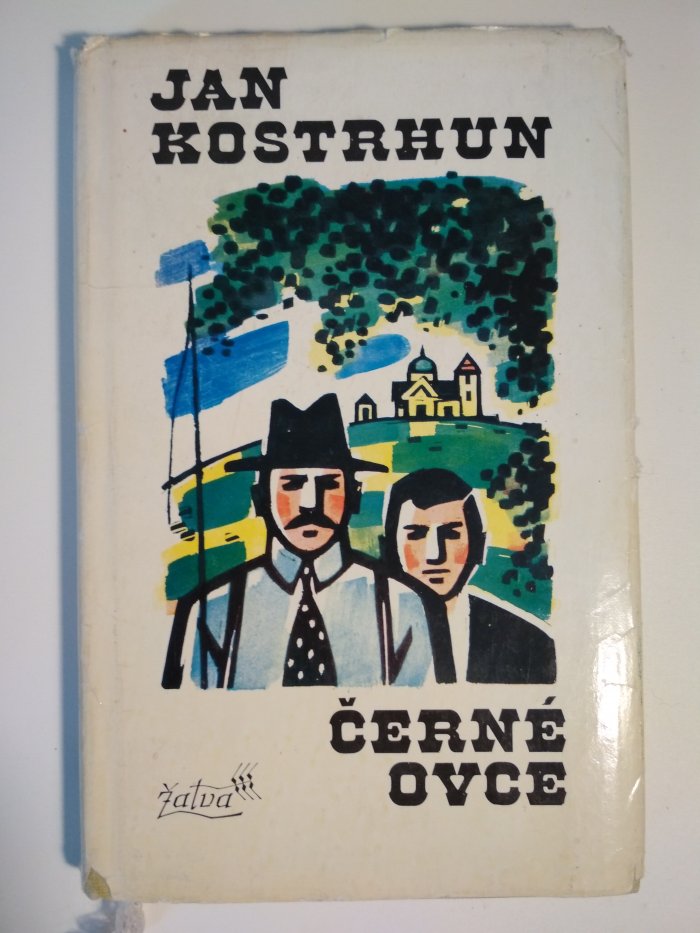 JAN
KOSTRHUN
ČERNÉ
OVCE
žatva